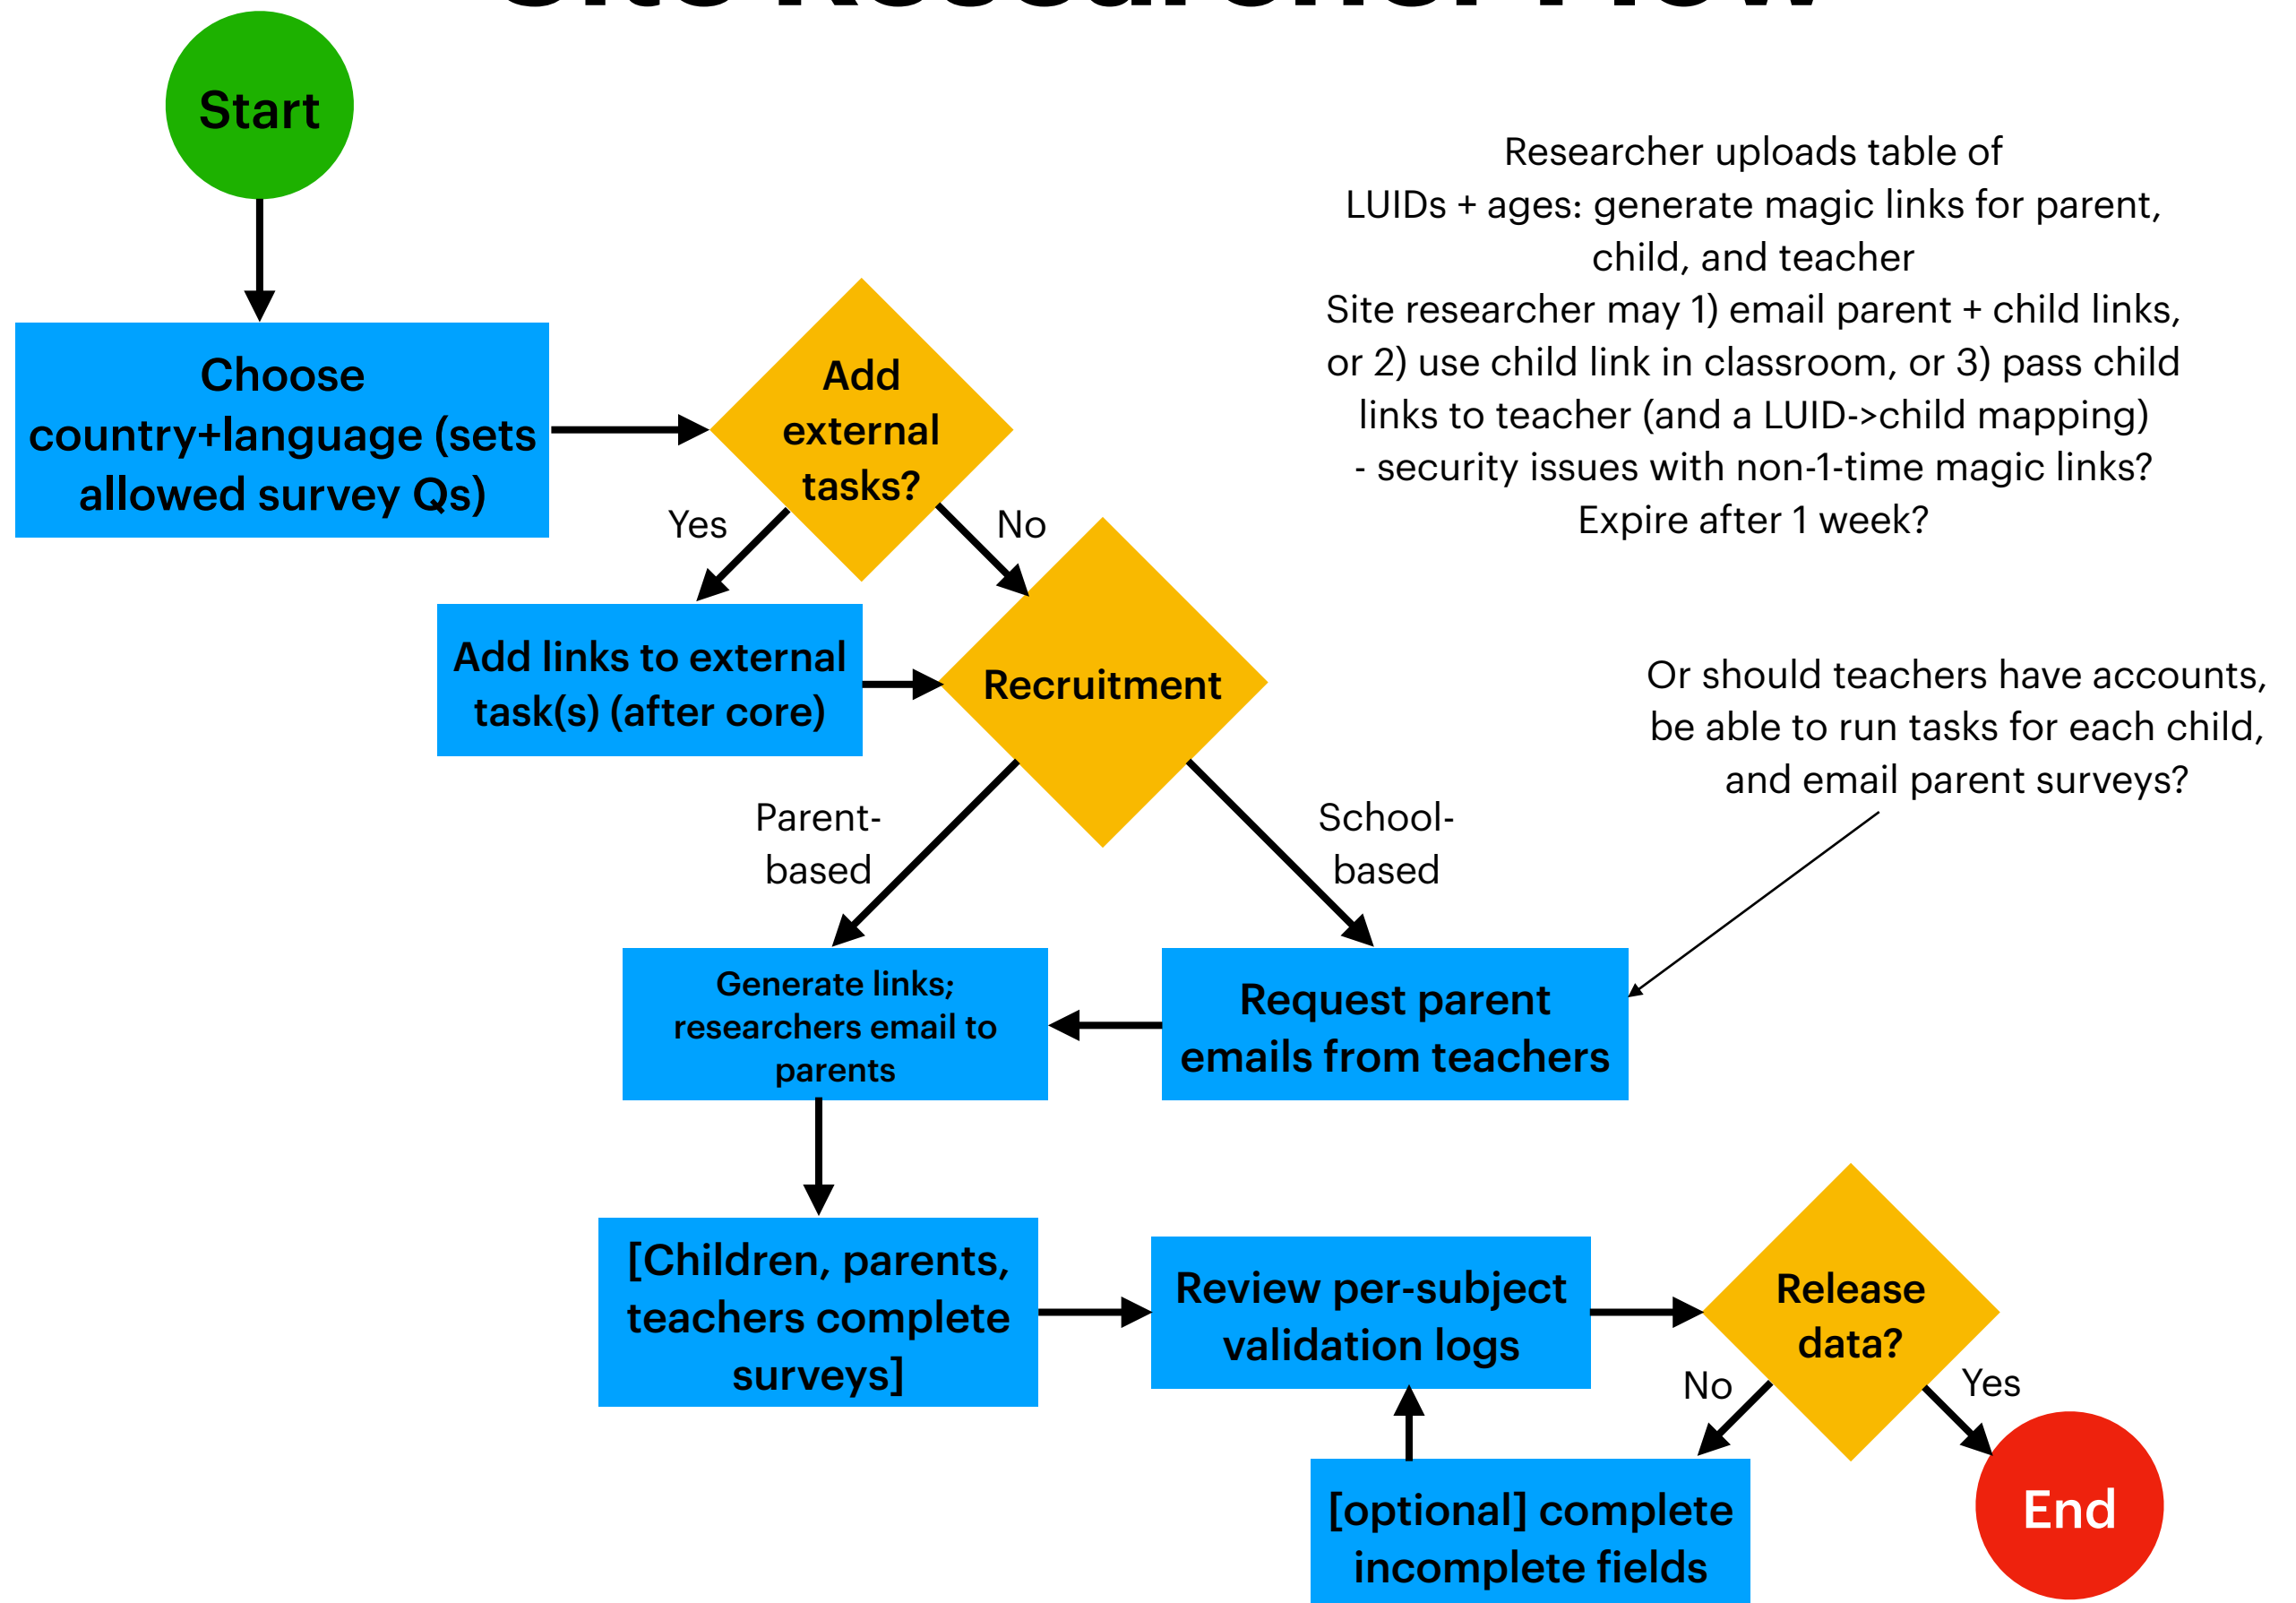 Start
Researcher uploads table of
LUIDs + ages: generate magic links for parent,
child, and teacher
Site researcher may 1) email parent + child links,
or 2) use child link in classroom, or 3) pass child
links to teacher (and a LUID->child mapping)
- security issues with non-1-time magic links?
Expire after 1 week?
Choose
country+language (sets
allowed survey Qs)
Add
external
tasks?
Yes
No
Add links to external
task(s) (after core)
Recruitment
Or should teachers have accounts,
be able to run tasks for each child,
and email parent surveys?
Parent-
based
School-
based
Generate links;
researchers email to
parents
Request parent
emails from teachers
[Children, parents,
teachers complete
surveys]
Review per-subject
validation logs
Release
data?
No
Yes
[optional] complete
incomplete fields
End